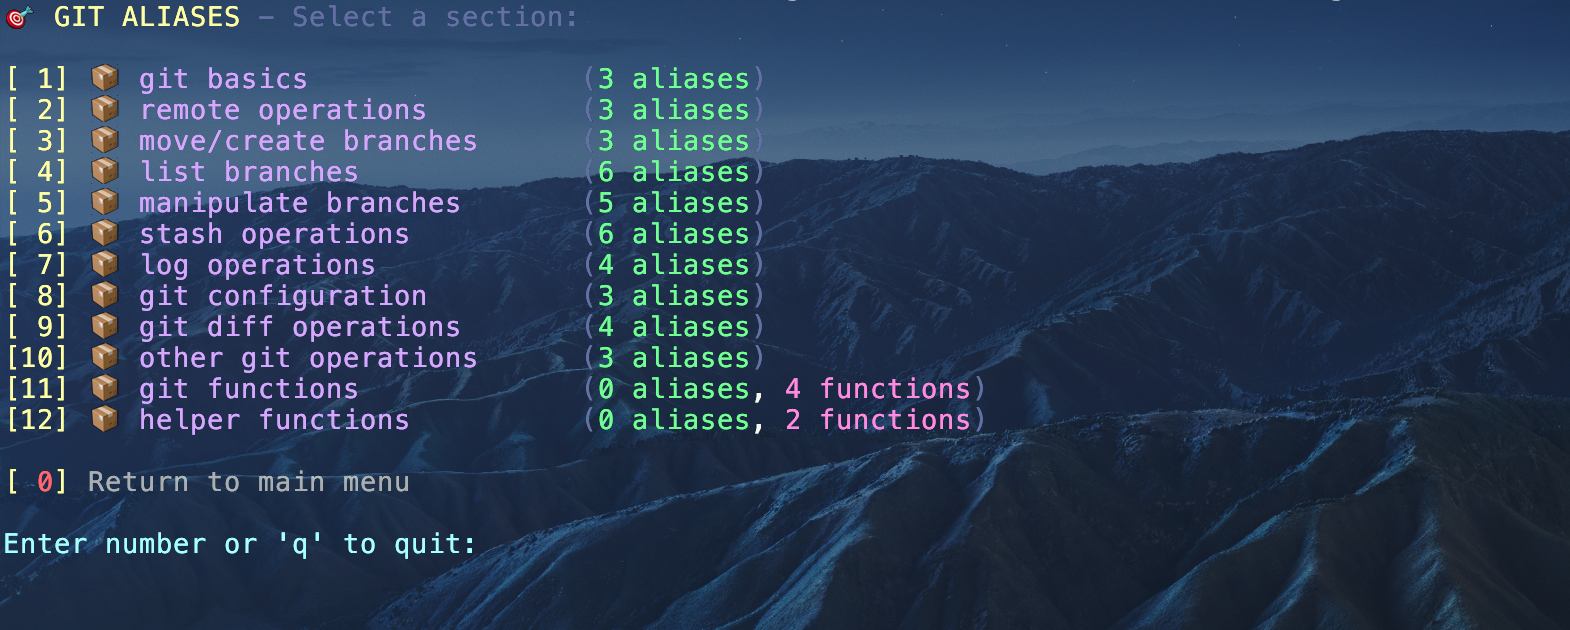 🎯 GIT ALIASES – Select a section:
[ 1] 📦 git basics (3 aliases)
[ 2] 📦 remote operations (3 aliases)
[ 3] 📦 move/create branches (3 aliases)
[ 4] 📦 list branches (6 aliases)
[ 5] 📦 manipulate branches (5 aliases)
[ 6] 📦 stash operations (6 aliases)
[ 7] 📦 log operations (4 aliases)
[ 8] 📦 git configuration (3 aliases)
[ 9] 📦 git diff operations (4 aliases)
[10] 📦 other git operations (3 aliases)
[11] 📦 git functions (0 aliases, 4 functions)
[12] 📦 helper functions (0 aliases, 2 functions)
[ 0] Return to main menu
Enter number or 'q' to quit: